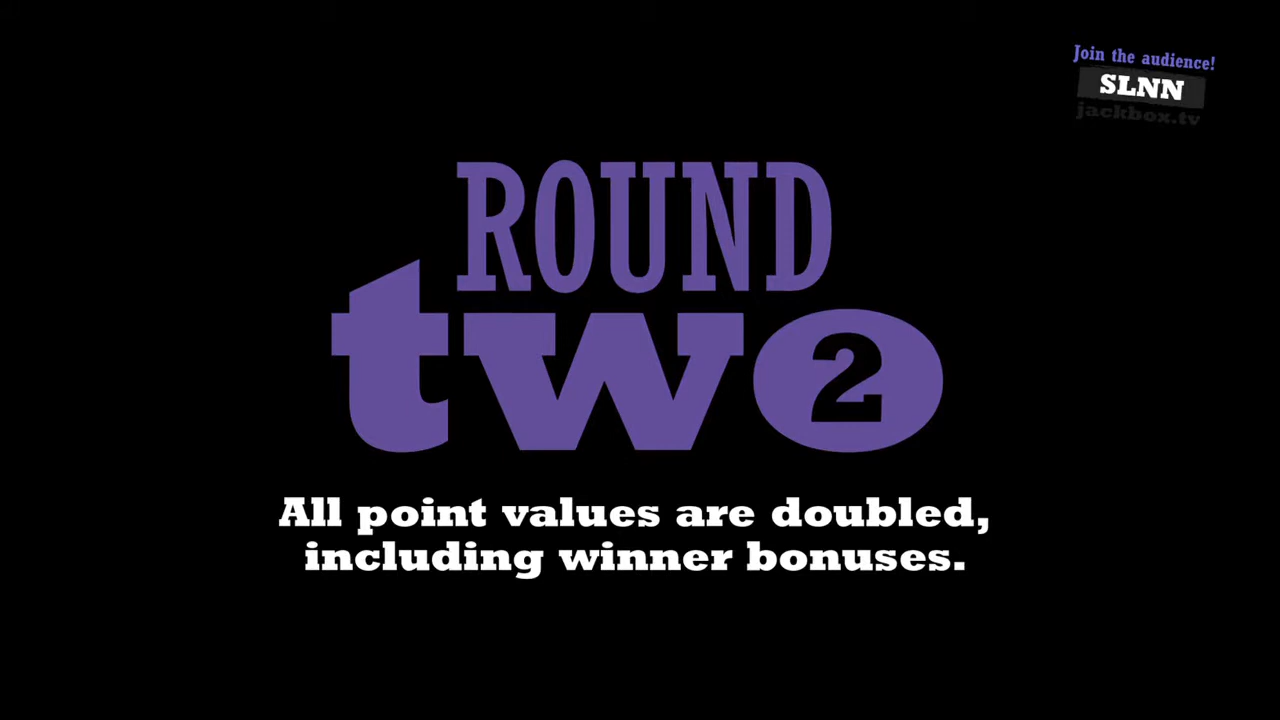 Join the audience!
SLNN
jackbox.tv
ROUND
two
2
All point values are doubled,
including winner bonuses.